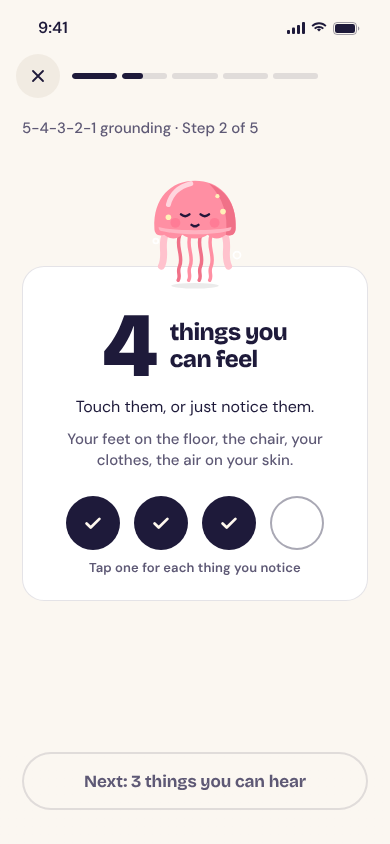 9:41
5-4-3-2-1 grounding · Step 2 of 5
4 things you
can feel
Touch them, or just notice them.
Your feet on the floor, the chair, your
clothes, the air on your skin.
Tap one for each thing you notice
Next: 3 things you can hear